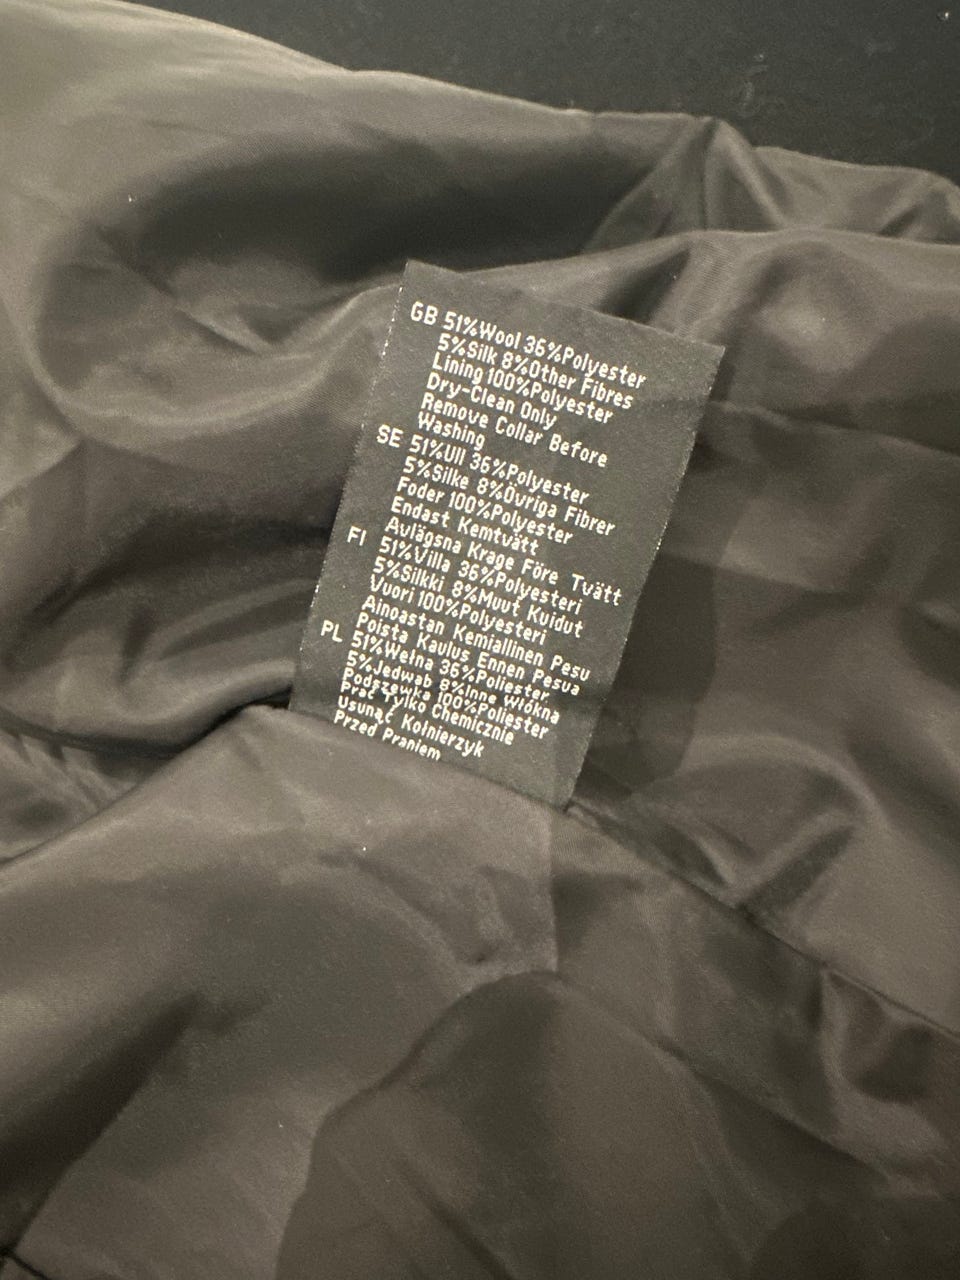 GB 51%Wool 36%Polyester
5%Silk 8%Other Fibres
Lining 100%Polyester
Dry-Clean Only
Remove Collar Before
Washing
SE 51%Ull 36%Polyester
5%Silke 8%Övriga Fibrer
Foder 100%Polyester
Endast Kemtvätt
Avlägsna Krage Före Tvätt
FI 51%Villa 36%Polyesteri
5%Silkki 8%Muut Kuidut
Vuori 100%Polyesteri
Ainoastan Kemiallinen Pesu
Poista Kaulus Ennen Pesua
PL 51%Wełna 36%Poliester
5%Jedwab 8%Inne Włókna
Podszewka 100%Poliester
Prać Tylko Chemicznie
Usunąć Kołnierzyk
Przed Praniem